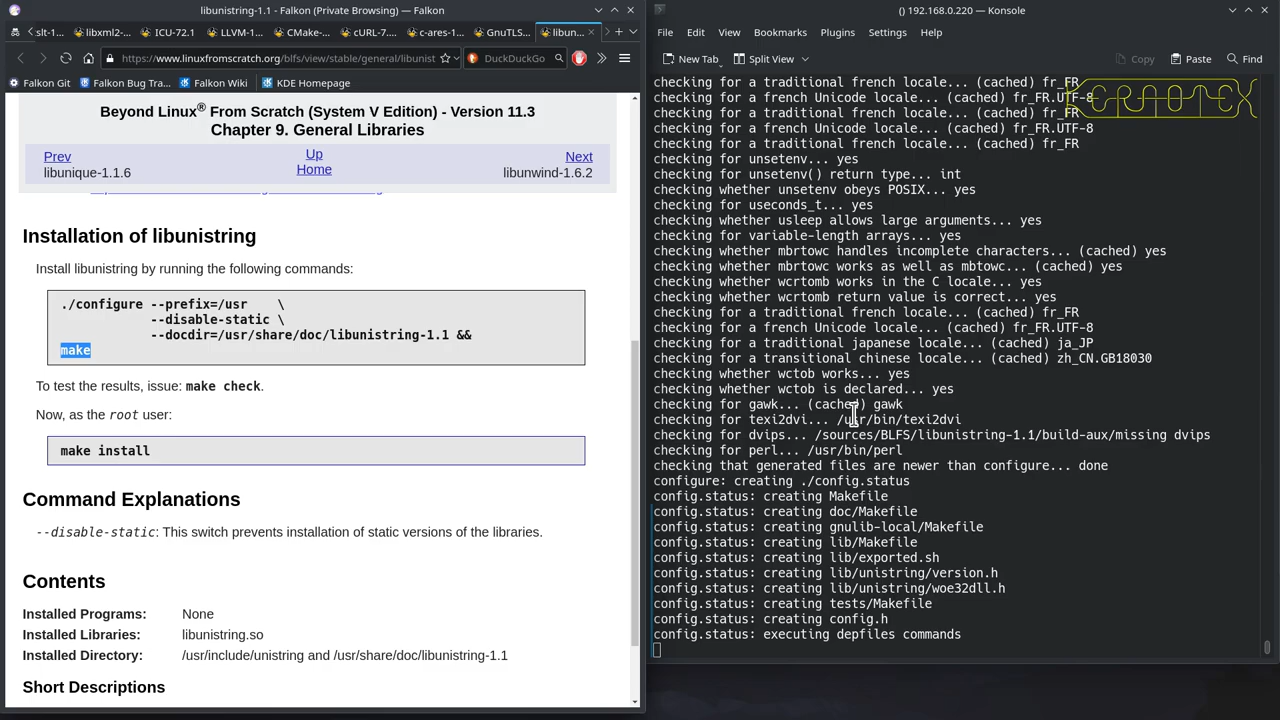 libunistring-1.1 - Falkon (Private Browsing) — Falkon
slt-1....
libxml2-...
ICU-72.1
LLVM-1...
CMake-...
cURL-7....
c-ares-1...
GnuTLS...
libun...
https://www.linuxfromscratch.org/blfs/view/stable/general/libunist
DuckDuckGo
Falkon Git
Falkon Bug Tra...
Falkon Wiki
KDE Homepage
Beyond Linux® From Scratch (System V Edition) - Version 11.3
Chapter 9. General Libraries
Prev
Up
Next
libunique-1.1.6
Home
libunwind-1.6.2
Installation of libunistring
Install libunistring by running the following commands:
./configure --prefix=/usr    \
--disable-static \
--docdir=/usr/share/doc/libunistring-1.1 &&
make
To test the results, issue: make check.
Now, as the root user:
make install
Command Explanations
--disable-static: This switch prevents installation of static versions of the libraries.
Contents
Installed Programs: None
Installed Libraries: libunistring.so
Installed Directory: /usr/include/unistring and /usr/share/doc/libunistring-1.1
Short Descriptions
() 192.168.0.220 — Konsole
File Edit View Bookmarks Plugins Settings Help
New Tab
Split View
Copy
Paste
Find
checking for a traditional french locale... (cached) fr_FR
checking for a french Unicode locale... (cached) fr_FR.UTF-8
checking for a traditional french locale... (cached) fr_FR
checking for a french Unicode locale... (cached) fr_FR.UTF-8
checking for a traditional french locale... (cached) fr_FR
checking for unsetenv... yes
checking for unsetenv() return type... int
checking whether unsetenv obeys POSIX... yes
checking for useconds_t... yes
checking whether usleep allows large arguments... yes
checking for variable-length arrays... yes
checking whether mbrtowc handles incomplete characters... (cached) yes
checking whether mbrtowc works as well as mbtowc... (cached) yes
checking whether wcrtomb works in the C locale... yes
checking whether wcrtomb return value is correct... yes
checking for a traditional french locale... (cached) fr_FR
checking for a french Unicode locale... (cached) fr_FR.UTF-8
checking for a traditional japanese locale... (cached) ja_JP
checking for a transitional chinese locale... (cached) zh_CN.GB18030
checking whether wctob works... yes
checking whether wctob is declared... yes
checking for gawk... (cached) gawk
checking for texi2dvi... /usr/bin/texi2dvi
checking for dvips... /sources/BLFS/libunistring-1.1/build-aux/missing dvips
checking for perl... /usr/bin/perl
checking that generated files are newer than configure... done
configure: creating ./config.status
config.status: creating Makefile
config.status: creating doc/Makefile
config.status: creating gnulib-local/Makefile
config.status: creating lib/Makefile
config.status: creating lib/exported.sh
config.status: creating lib/unistring/version.h
config.status: creating lib/unistring/woe32dll.h
config.status: creating tests/Makefile
config.status: creating config.h
config.status: executing depfiles commands